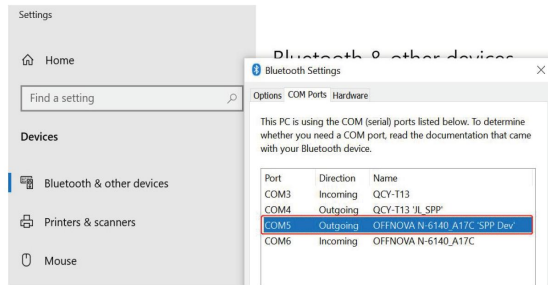 Settings
Home
Find a setting
Devices
Bluetooth & other devices
Printers & scanners
Mouse
Bluetooth & other devices
Bluetooth Settings
Options COM Ports Hardware
This PC is using the COM (serial) ports listed below. To determine
whether you need a COM port, read the documentation that came
with your Bluetooth device.
Port Direction Name
COM3 Incoming QCY-T13
COM4 Outgoing QCY-T13 'JL_SPP'
COM5 Outgoing OFFNOVA N-6140_A17C 'SPP Dev'
COM6 Incoming OFFNOVA N-6140_A17C